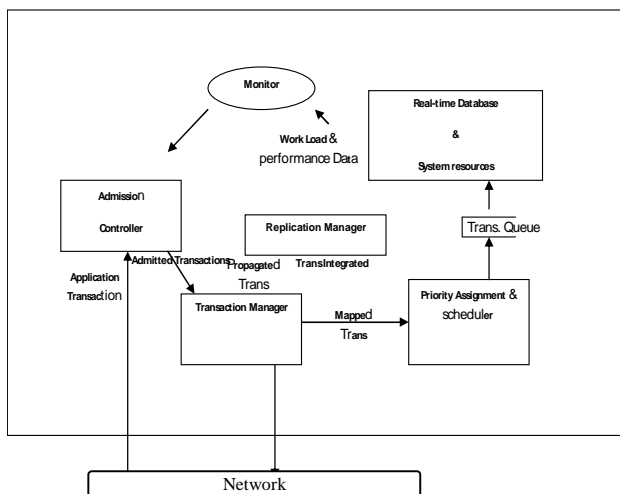 Monitor
Real-time Database
&
System resources
Work Load &
performance Data
Admission
Controller
Replication Manager
Trans. Queue
Admitted Transactions
Propagated
Trans
TransIntegrated
Application
Transaction
Transaction Manager
Mapped
Trans
Priority Assignment &
scheduler
Network